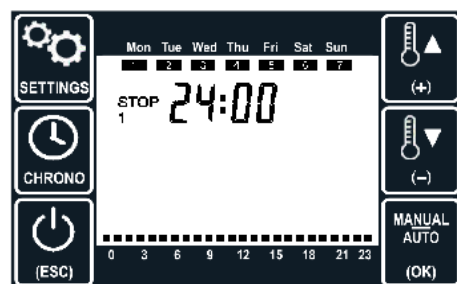 SETTINGS
CHRONO
(ESC)
Mon Tue Wed Thu Fri Sat Sun
1 2 3 4 5 6 7
STOP 24:00
1
0 3 6 9 12 15 18 21 23
(+)
(−)
MANUAL
AUTO
(OK)